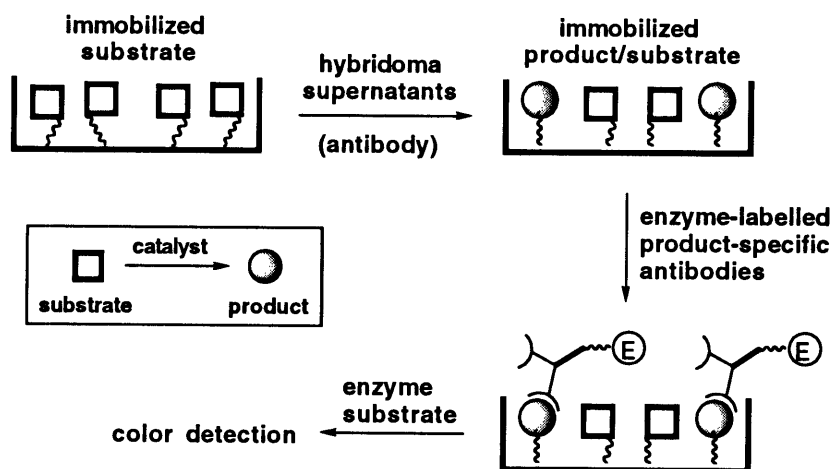 immobilized
substrate
hybridoma
supernatants
(antibody)
immobilized
product/substrate
enzyme-labelled
product-specific
antibodies
catalyst
substrate
product
E
E
enzyme
substrate
color detection